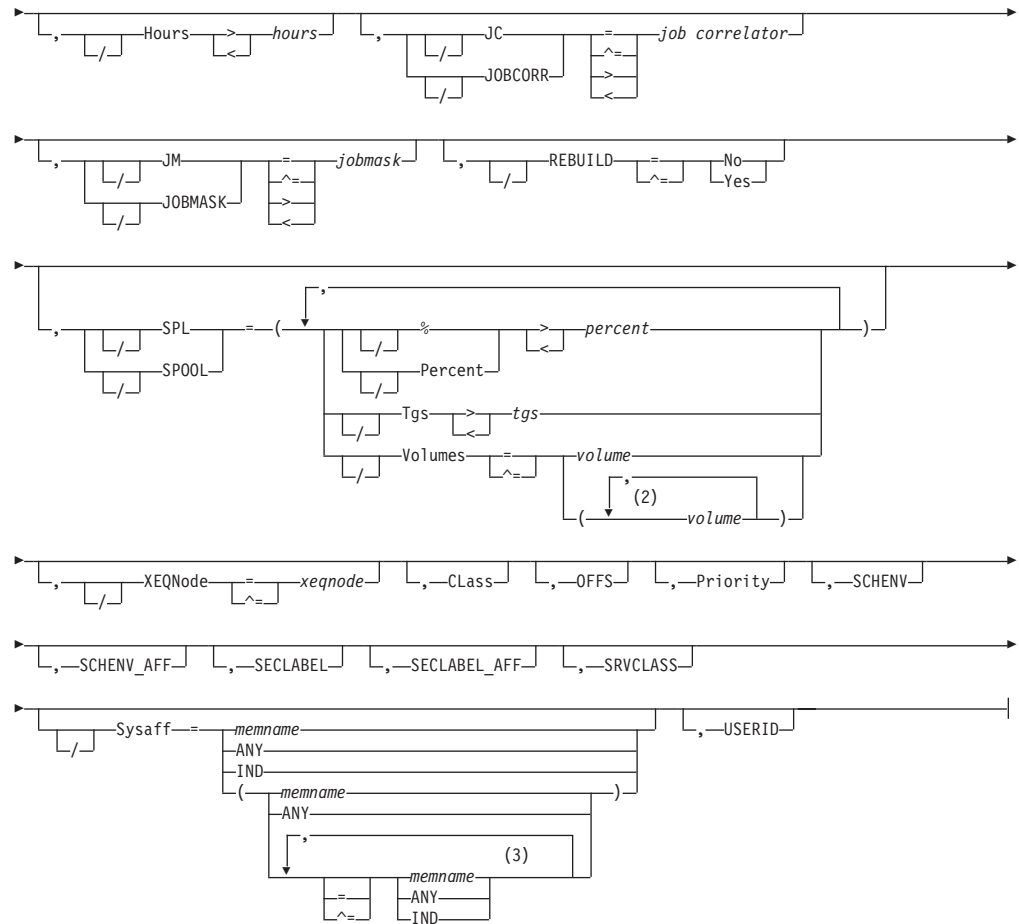 , / Hours > hours , / JC = job correlator
< / JOBCORR ^=
>
<
, / JM = jobmask , / REBUILD = No
/ JOBMASK ^= ^= Yes
>
<
,
, / SPL = ( / % > percent )
/ SPOOL / Percent <
/ Tgs > tgs
<
/ Volumes = volume
^= ,
(2)
( volume )
, / XEQNode = xeqnode , CLass , OFFS , Priority , SCHENV
^=
, SCHENV_AFF , SECLABEL , SECLABEL_AFF , SRVCLASS
/ Sysaff = memname , USERID
ANY
IND
( memname )
ANY
,
(3)
memname
= ANY
^= IND